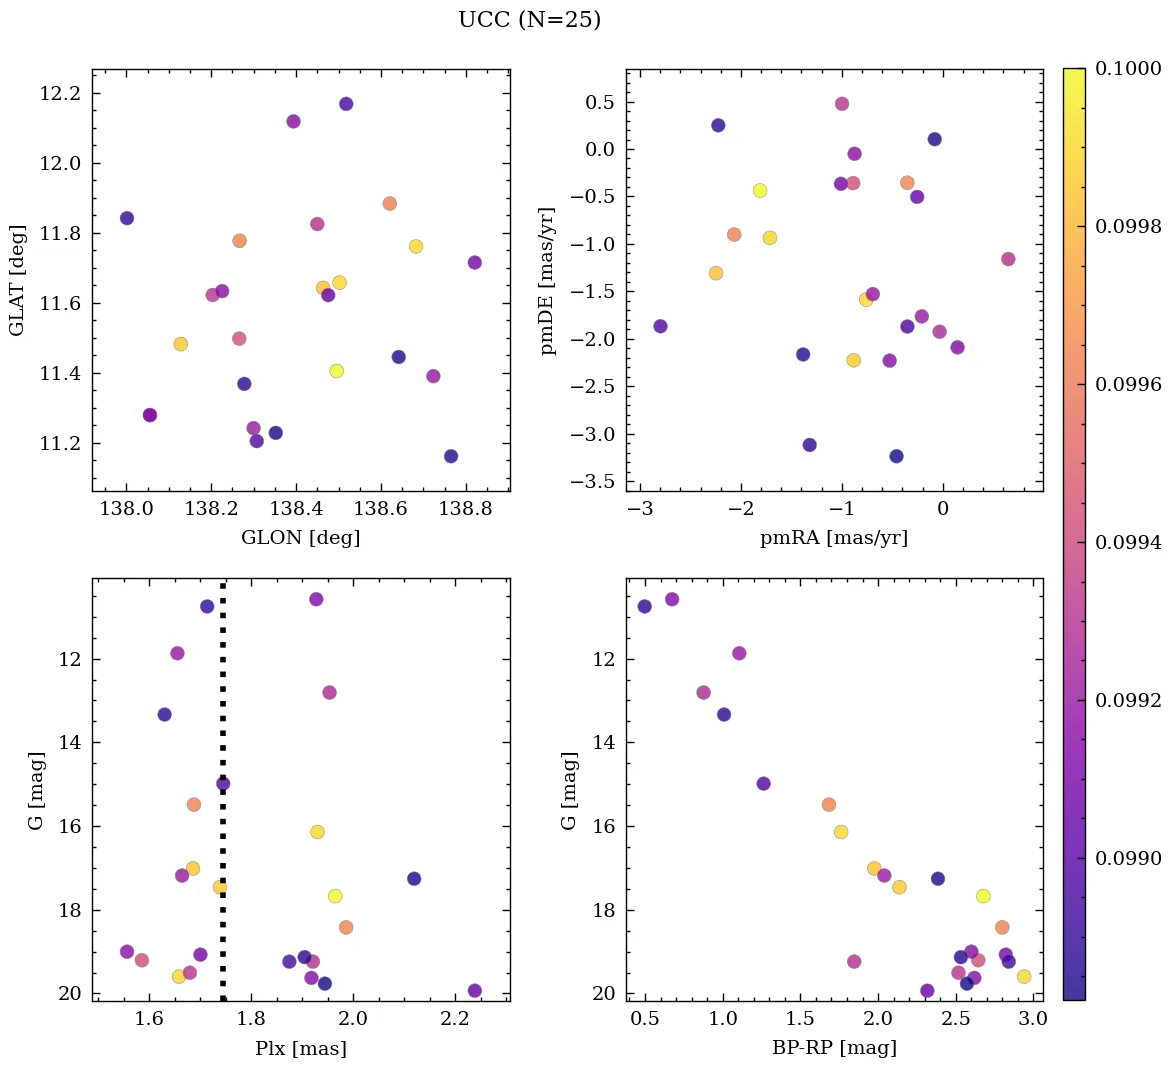 UCC (N=25)
12.2
12.0
11.8
11.6
11.4
11.2
GLAT [deg]
138.0 138.2 138.4 138.6 138.8
GLON [deg]
0.5
0.0
−0.5
−1.0
−1.5
−2.0
−2.5
−3.0
−3.5
pmDE [mas/yr]
−3 −2 −1 0
pmRA [mas/yr]
12
14
16
18
20
G [mag]
1.6 1.8 2.0 2.2
Plx [mas]
12
14
16
18
20
G [mag]
0.5 1.0 1.5 2.0 2.5 3.0
BP-RP [mag]
0.1000
0.0998
0.0996
0.0994
0.0992
0.0990